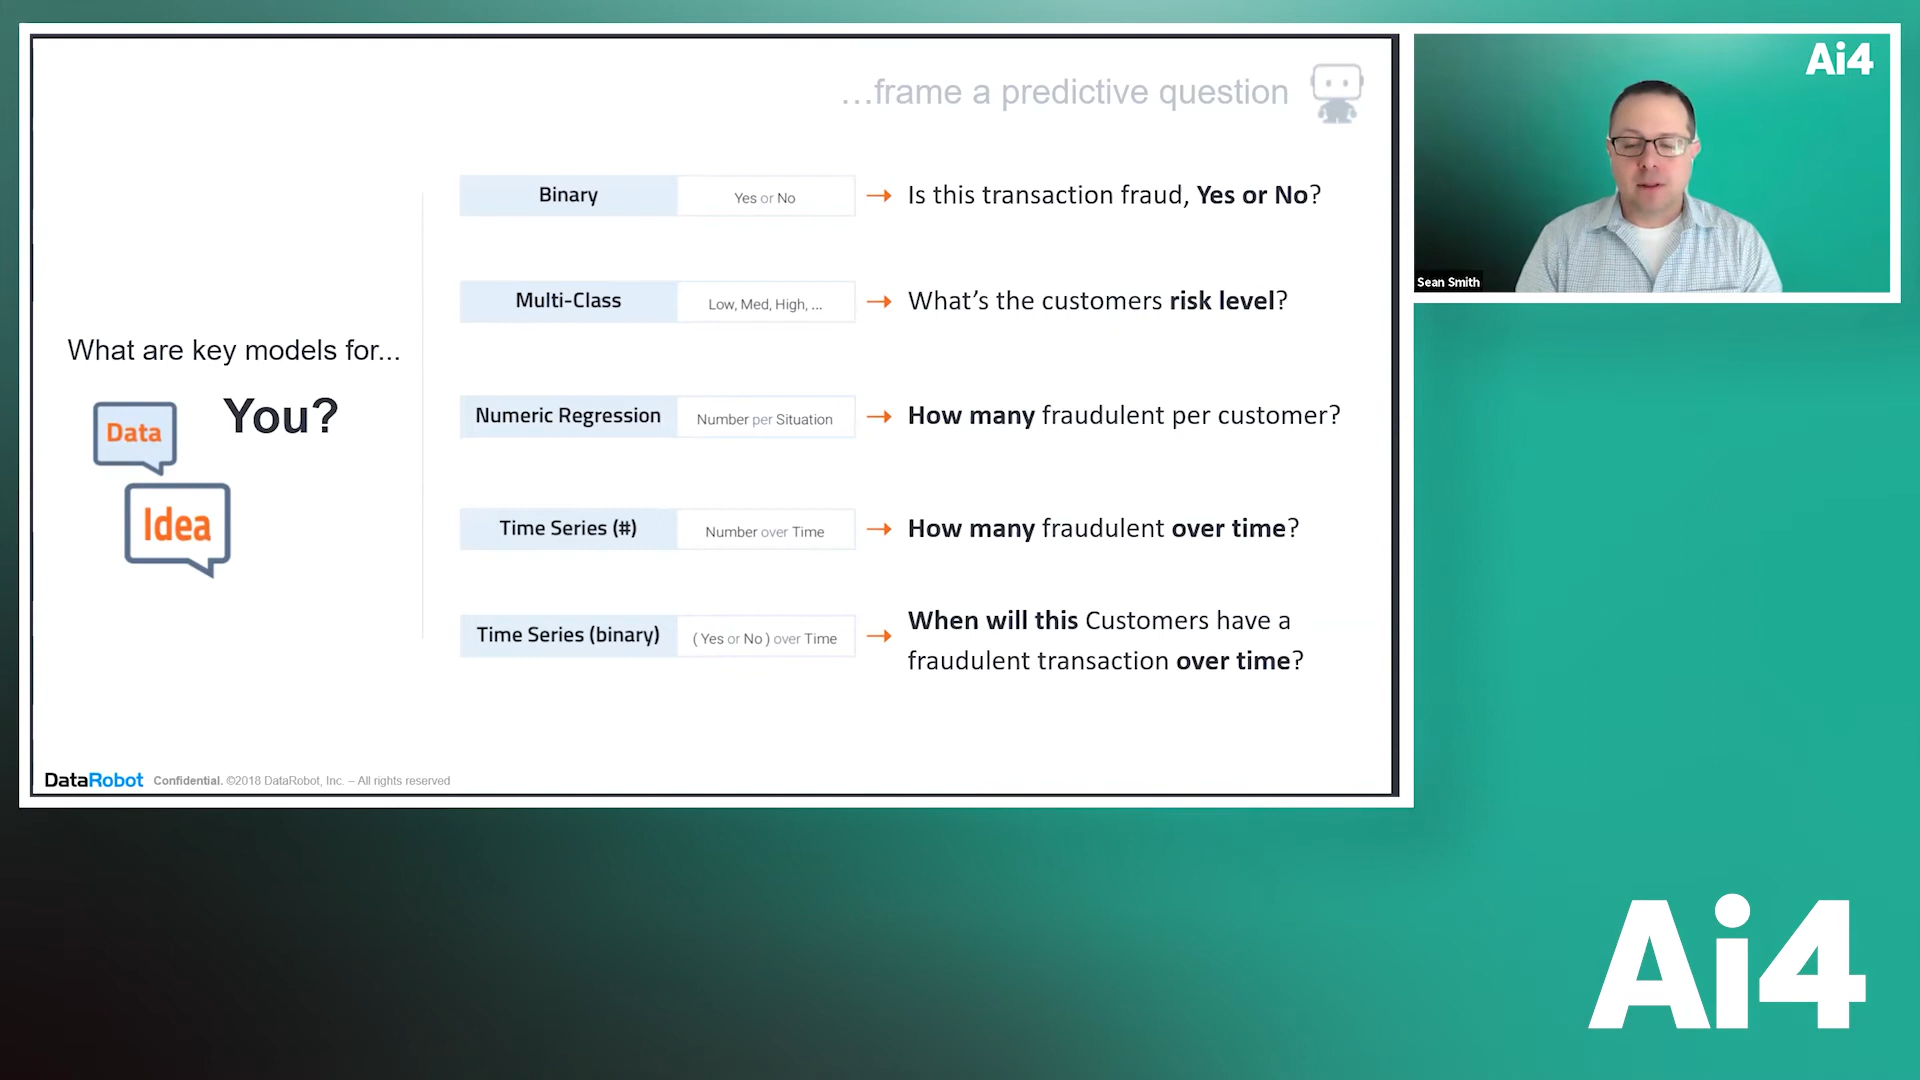 ...frame a predictive question
What are key models for...
You?
Data
Idea
Binary Yes or No → Is this transaction fraud, Yes or No?
Multi-Class Low, Med, High, ... → What’s the customers risk level?
Numeric Regression Number per Situation → How many fraudulent per customer?
Time Series (#) Number over Time → How many fraudulent over time?
Time Series (binary) ( Yes or No ) over Time → When will this Customers have a
fraudulent transaction over time?
DataRobot Confidential. ©2018 DataRobot, Inc. – All rights reserved
Ai4
Sean Smith
Ai4